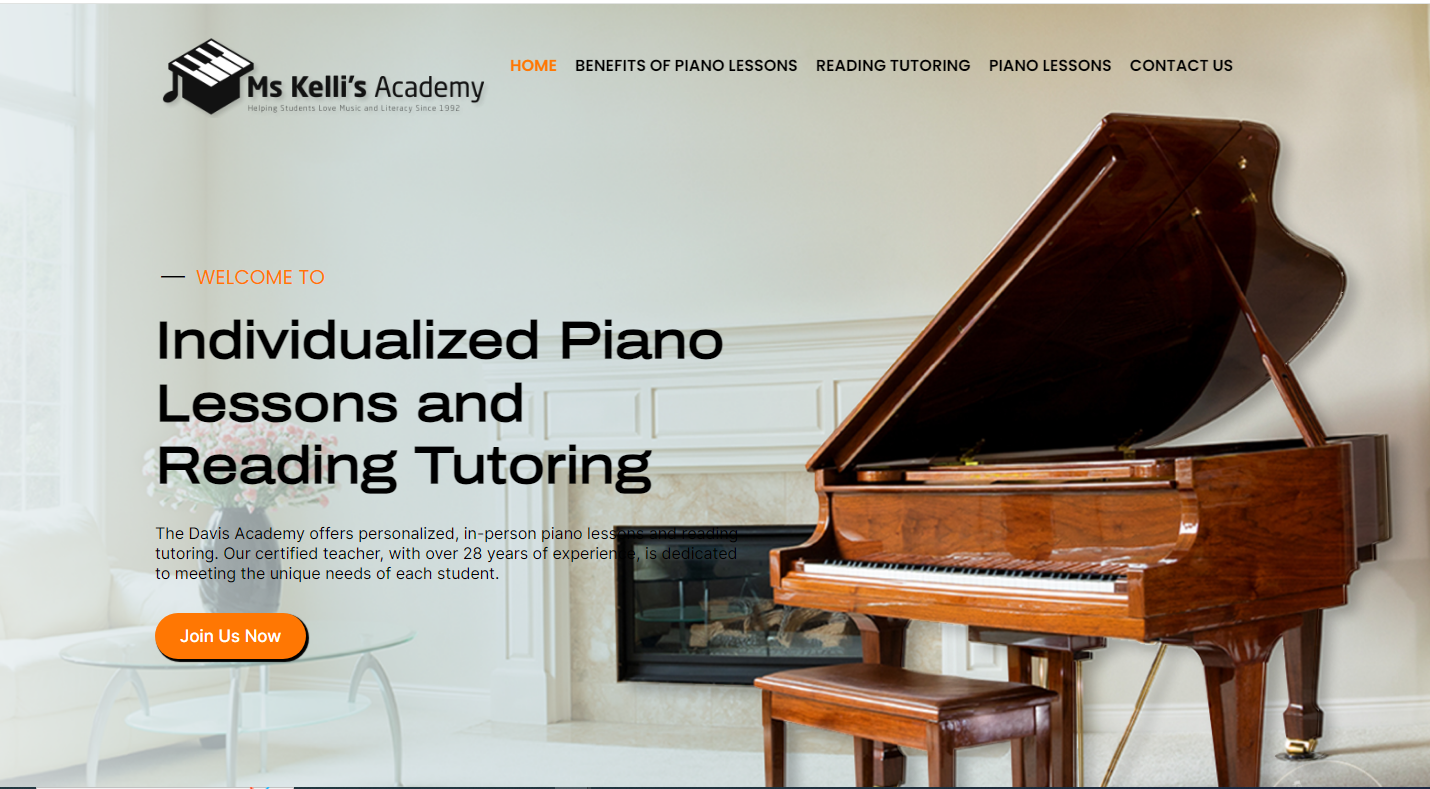 Ms Kelli's Academy
Helping Students Love Music and Literacy Since 1992
HOME BENEFITS OF PIANO LESSONS READING TUTORING PIANO LESSONS CONTACT US
WELCOME TO
Individualized Piano
Lessons and
Reading Tutoring
The Davis Academy offers personalized, in-person piano lessons and reading
tutoring. Our certified teacher, with over 28 years of experience, is dedicated
to meeting the unique needs of each student.
Join Us Now